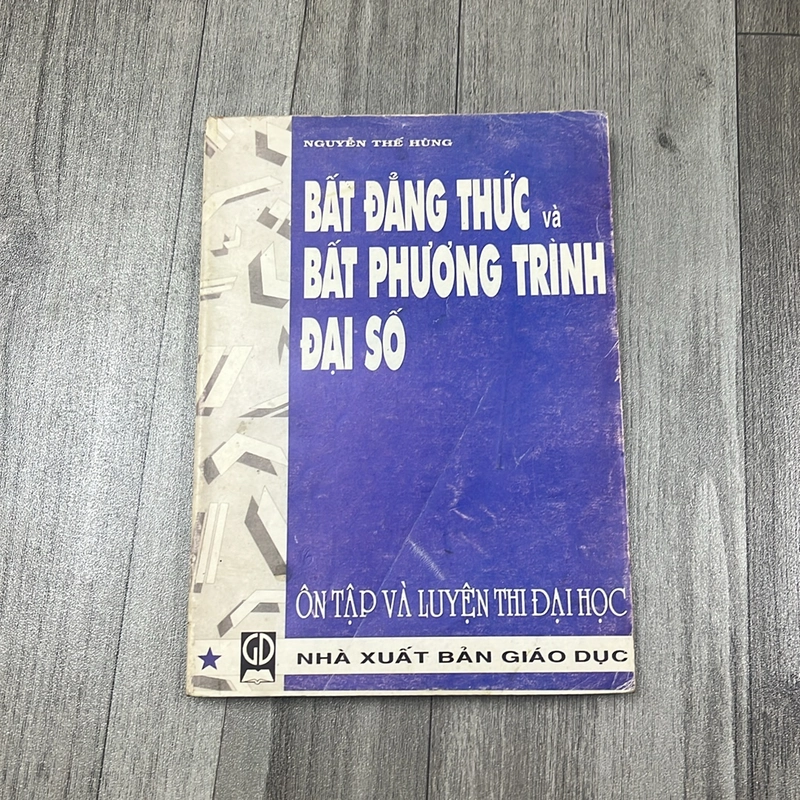 NGUYỄN THẾ HÙNG
BẤT ĐẲNG THỨC và
BẤT PHƯƠNG TRÌNH
ĐẠI SỐ
ÔN TẬP VÀ LUYỆN THI ĐẠI HỌC
GD
NHÀ XUẤT BẢN GIÁO DỤC